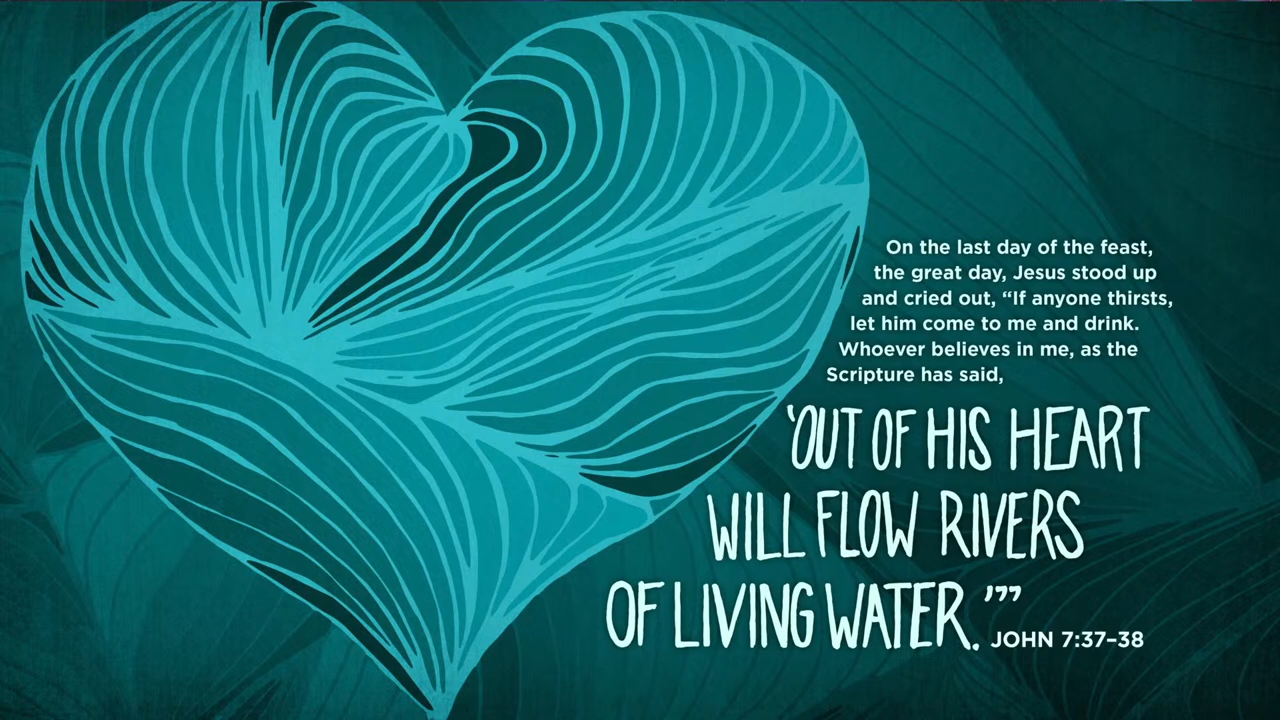 On the last day of the feast,
the great day, Jesus stood up
and cried out, “If anyone thirsts,
let him come to me and drink.
Whoever believes in me, as the
Scripture has said,
‘OUT OF HIS HEART
WILL FLOW RIVERS
OF LIVING WATER.’”
JOHN 7:37–38